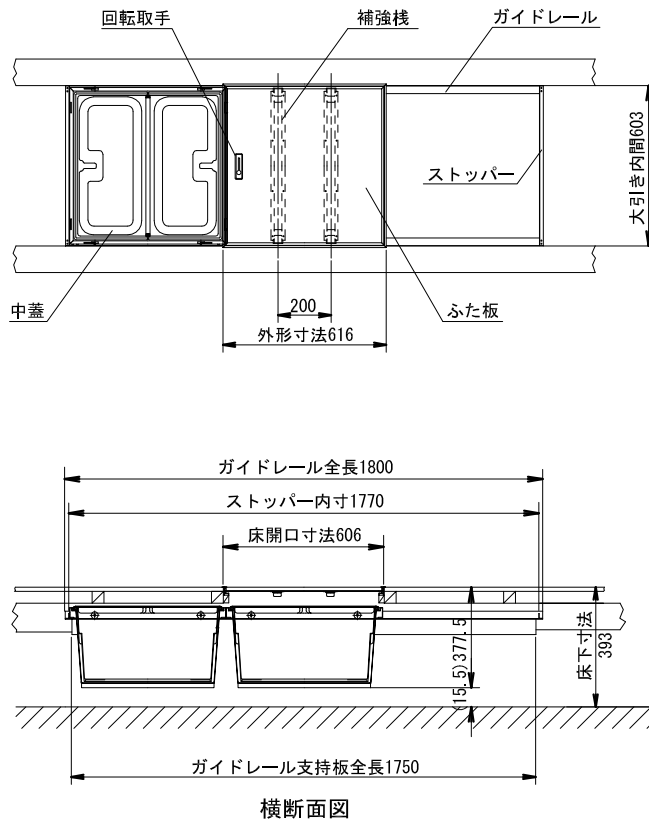 回転取手
補強桟
ガイドレール
ストッパー
大引き内間603
中蓋
200
ふた板
外形寸法616
ガイドレール全長1800
ストッパー内寸1770
床開口寸法606
(15.5)377.5
床下寸法
393
ガイドレール支持板全長1750
横断面図